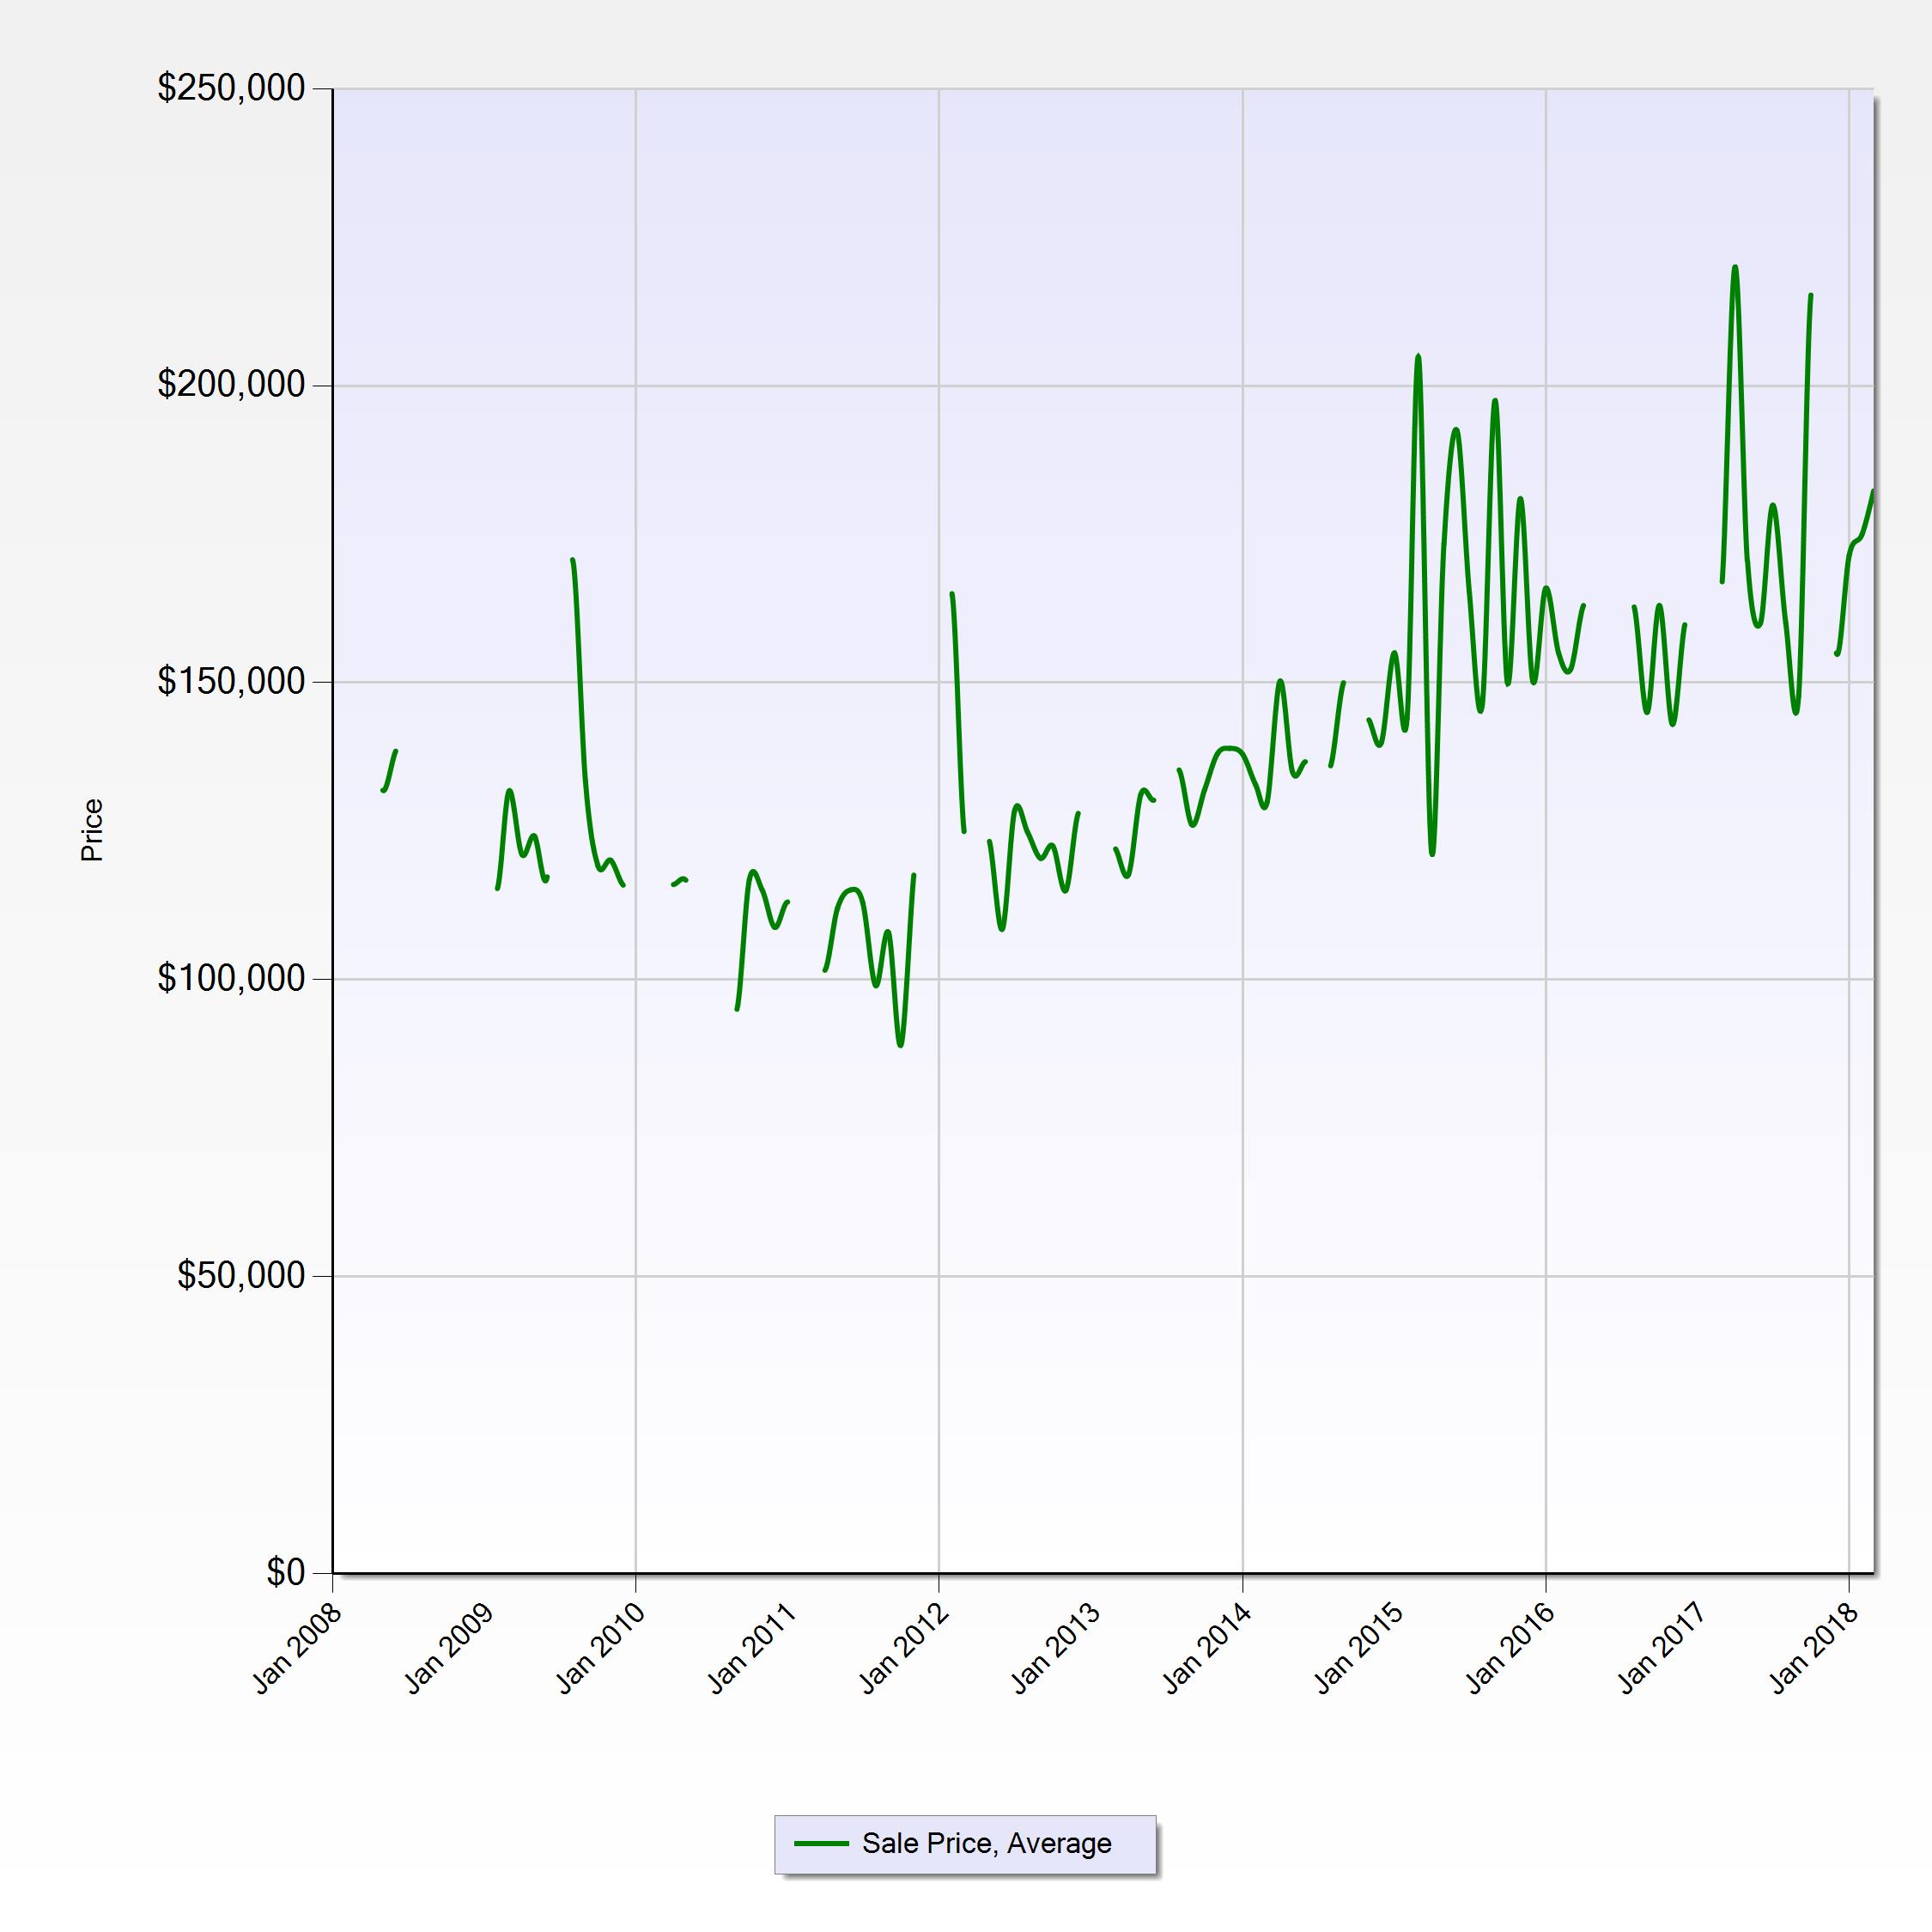 $250,000
$200,000
$150,000
$100,000
$50,000
$0
Price
Jan 2008
Jan 2009
Jan 2010
Jan 2011
Jan 2012
Jan 2013
Jan 2014
Jan 2015
Jan 2016
Jan 2017
Jan 2018
Sale Price, Average